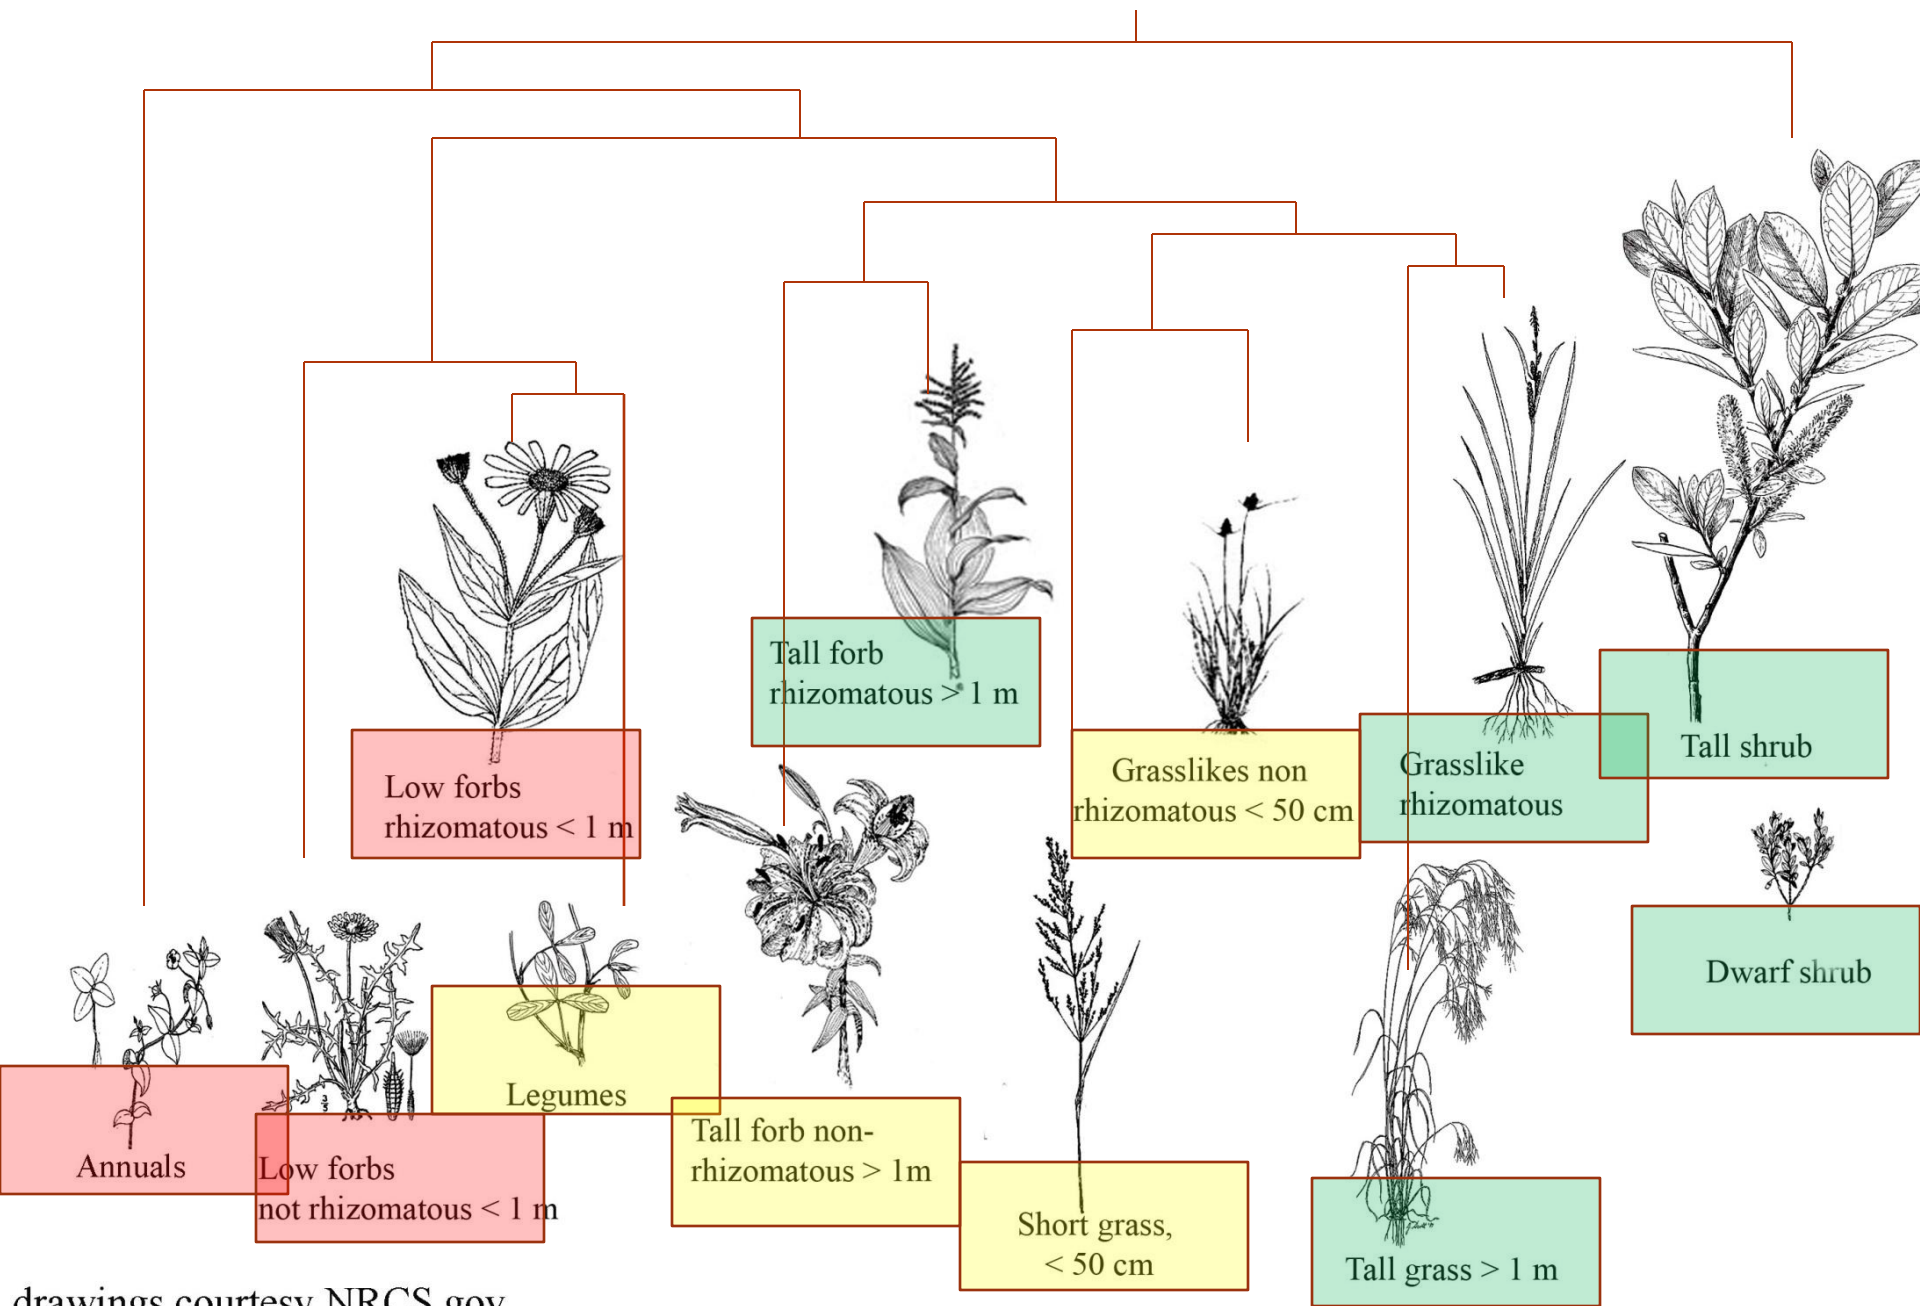 Tall forb
rhizomatous > 1 m
Tall shrub
Grasslikes non
rhizomatous < 50 cm
Grasslike
rhizomatous
Low forbs
rhizomatous < 1 m
Dwarf shrub
Legumes
Annuals
Low forbs
not rhizomatous < 1 m
Tall forb non-
rhizomatous > 1m
Short grass,
< 50 cm
Tall grass > 1 m
drawings courtesy NRCS.gov